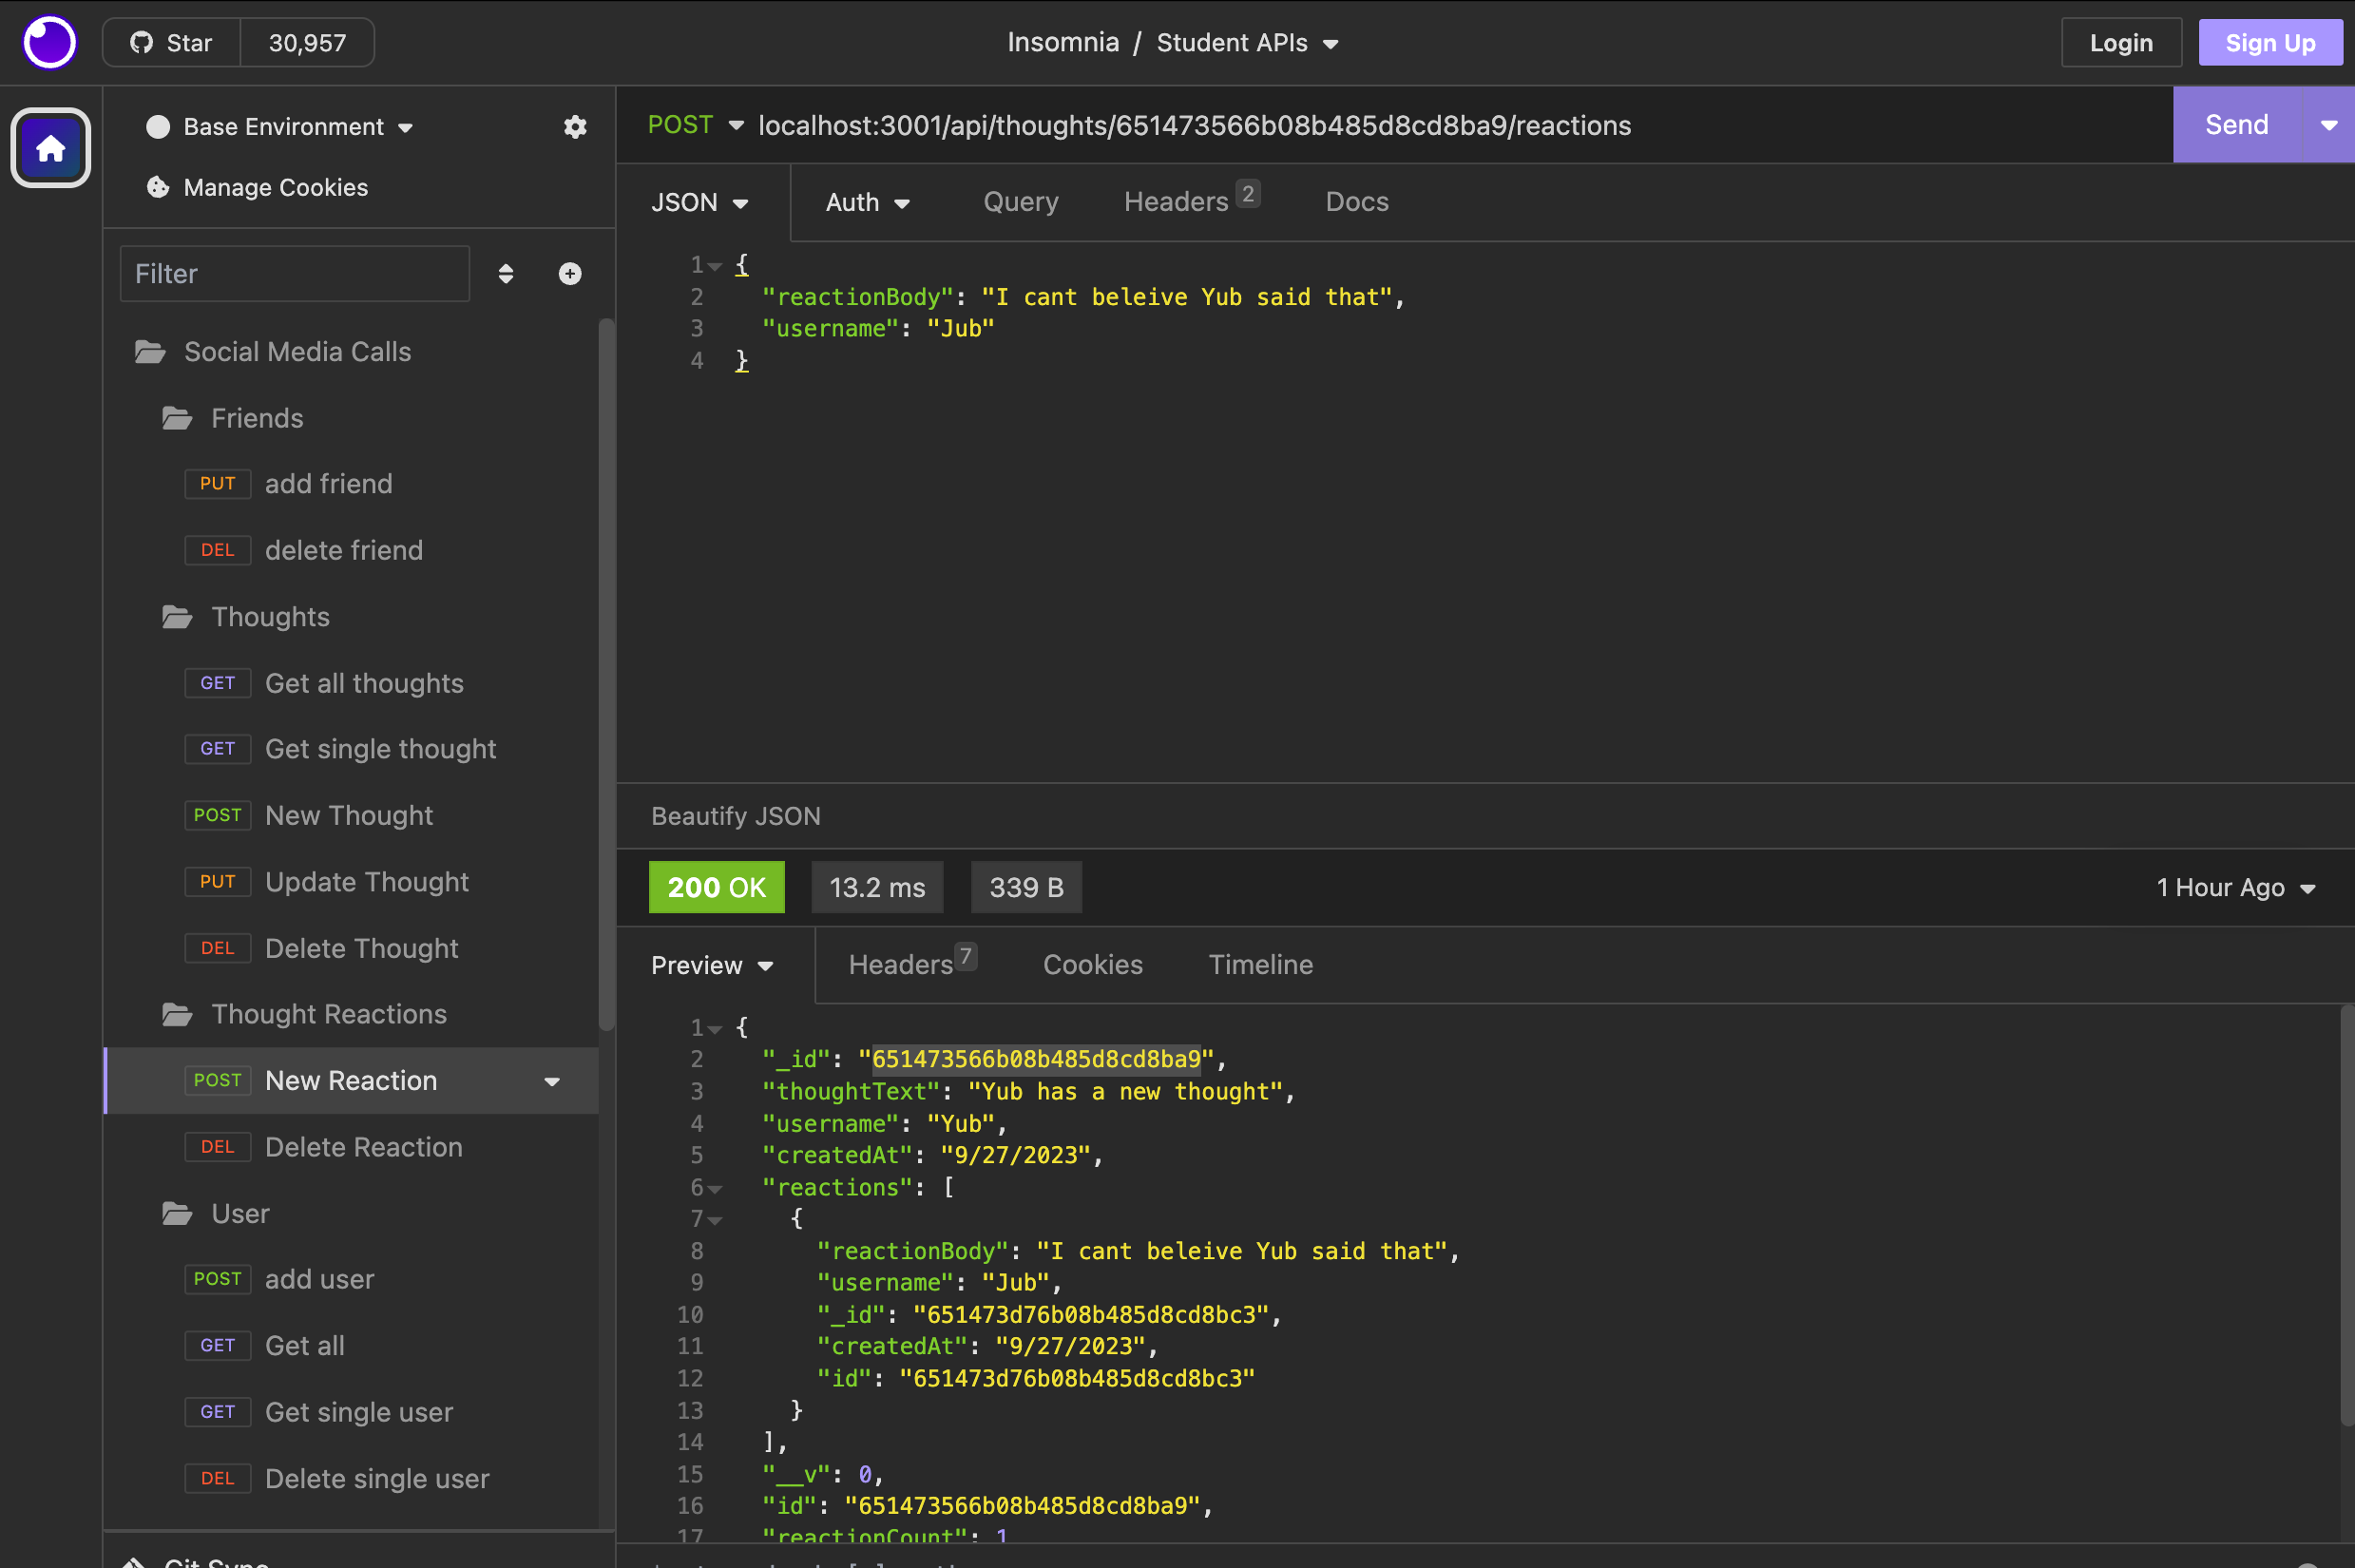 Star 30,957
Insomnia / Student APIs
Login Sign Up
Base Environment
Manage Cookies
Filter
Social Media Calls
Friends
PUT add friend
DEL delete friend
Thoughts
GET Get all thoughts
GET Get single thought
POST New Thought
PUT Update Thought
DEL Delete Thought
Thought Reactions
POST New Reaction
DEL Delete Reaction
User
POST add user
GET Get all
GET Get single user
DEL Delete single user
Git Sync
POST localhost:3001/api/thoughts/651473566b08b485d8cd8ba9/reactions Send
JSON Auth Query Headers 2 Docs
1 {
2 "reactionBody": "I cant beleive Yub said that",
3 "username": "Jub"
4 }
Beautify JSON
200 OK 13.2 ms 339 B 1 Hour Ago
Preview Headers 7 Cookies Timeline
1 {
2 "_id": "651473566b08b485d8cd8ba9",
3 "thoughtText": "Yub has a new thought",
4 "username": "Yub",
5 "createdAt": "9/27/2023",
6 "reactions": [
7 {
8 "reactionBody": "I cant beleive Yub said that",
9 "username": "Jub",
10 "_id": "651473d76b08b485d8cd8bc3",
11 "createdAt": "9/27/2023",
12 "id": "651473d76b08b485d8cd8bc3"
13 }
14 ],
15 "__v": 0,
16 "id": "651473566b08b485d8cd8ba9",
17 "reactionCount": 1